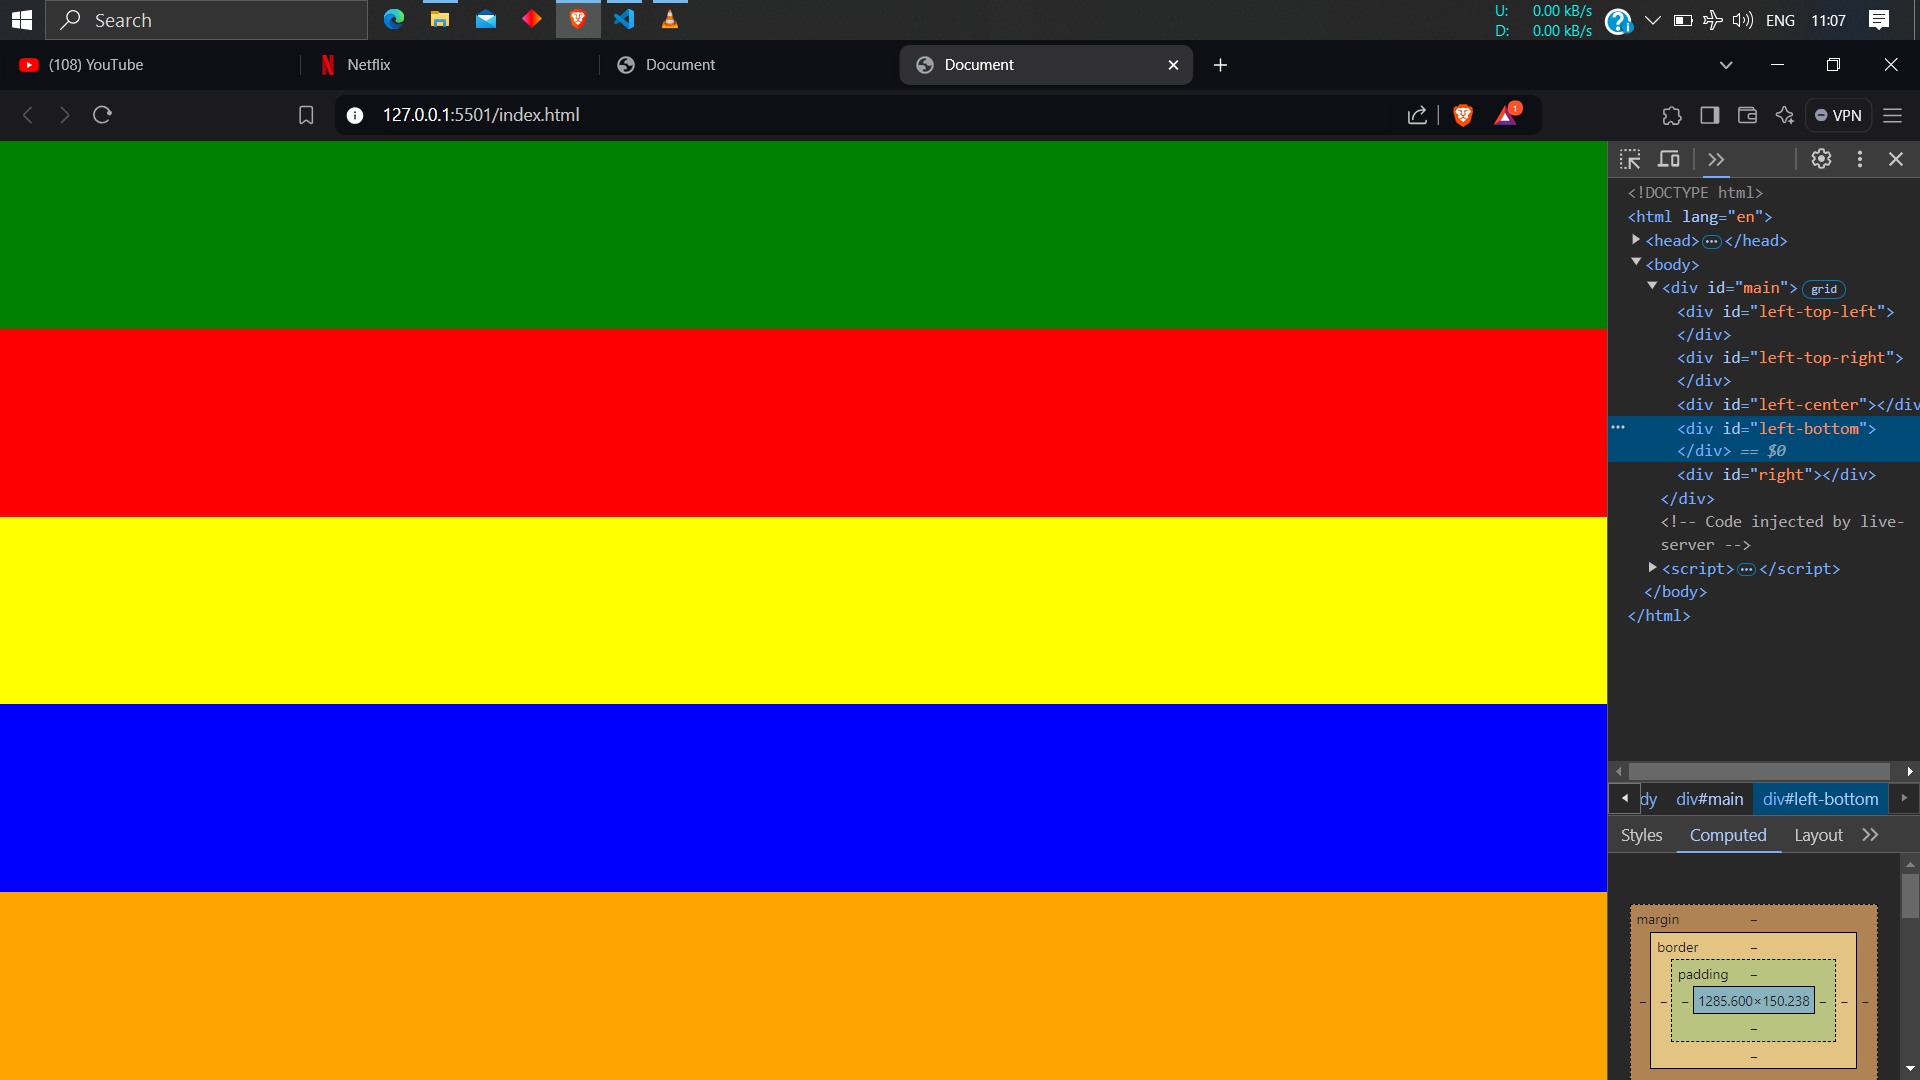 Search
U: 0.00 kB/s
D: 0.00 kB/s
ENG
11:07
(108) YouTube
Netflix
Document
Document
127.0.0.1:5501/index.html
1
VPN
<!DOCTYPE html>
<html lang="en">
<head>…</head>
<body>
<div id="main"> grid
<div id="left-top-left">
</div>
<div id="left-top-right">
</div>
<div id="left-center"></div
<div id="left-bottom">
</div> == $0
<div id="right"></div>
</div>
<!-- Code injected by live-
server -->
<script>…</script>
</body>
</html>
dy div#main div#left-bottom
Styles Computed Layout
margin –
border –
padding –
– – – 1285.600×150.238 – – –
–
–